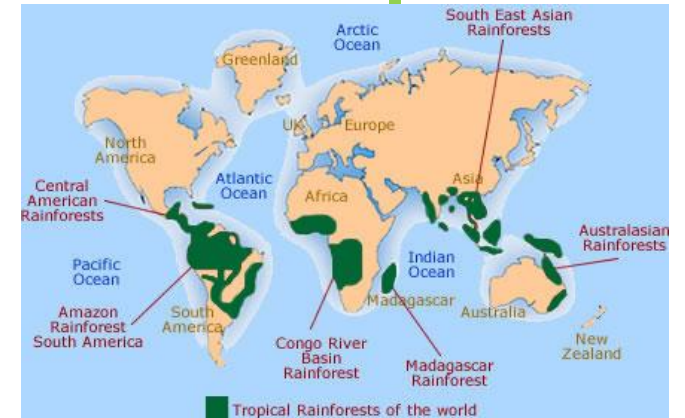 South East Asian
Rainforests
Arctic
Ocean
Greenland
UK
Europe
North
America
Atlantic
Ocean
Asia
Africa
Central
American
Rainforests
Australasian
Rainforests
Pacific
Ocean
Indian
Ocean
Madagascar
Australia
Amazon
Rainforest
South America
South
America
Congo River
Basin
Rainforest
Madagascar
Rainforest
New
Zealand
Tropical Rainforests of the world